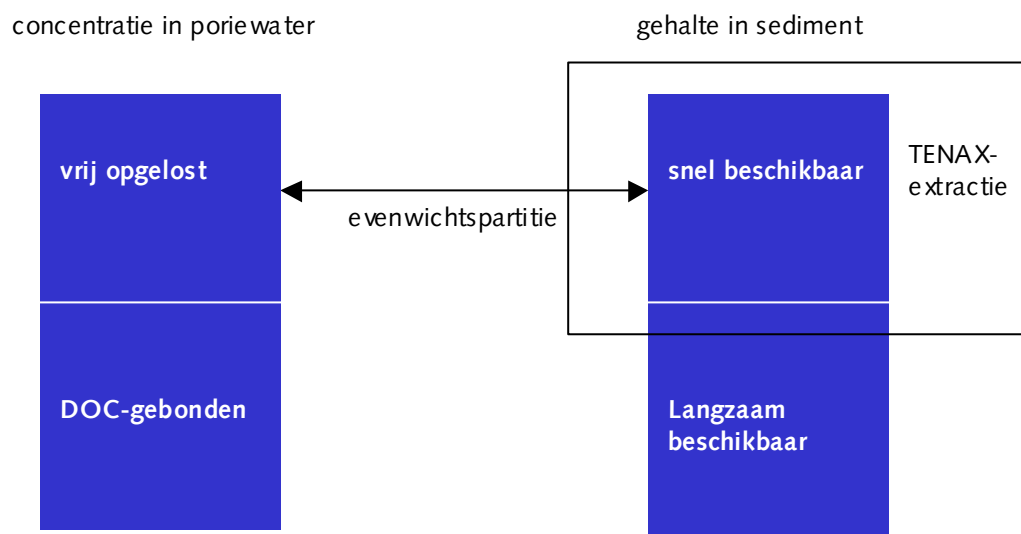 concentratie in poriewater
gehalte in sediment
vrij opgelost
snel beschikbaar
TENAX-
extractie
evenwichtspartitie
DOC-gebonden
Langzaam
beschikbaar